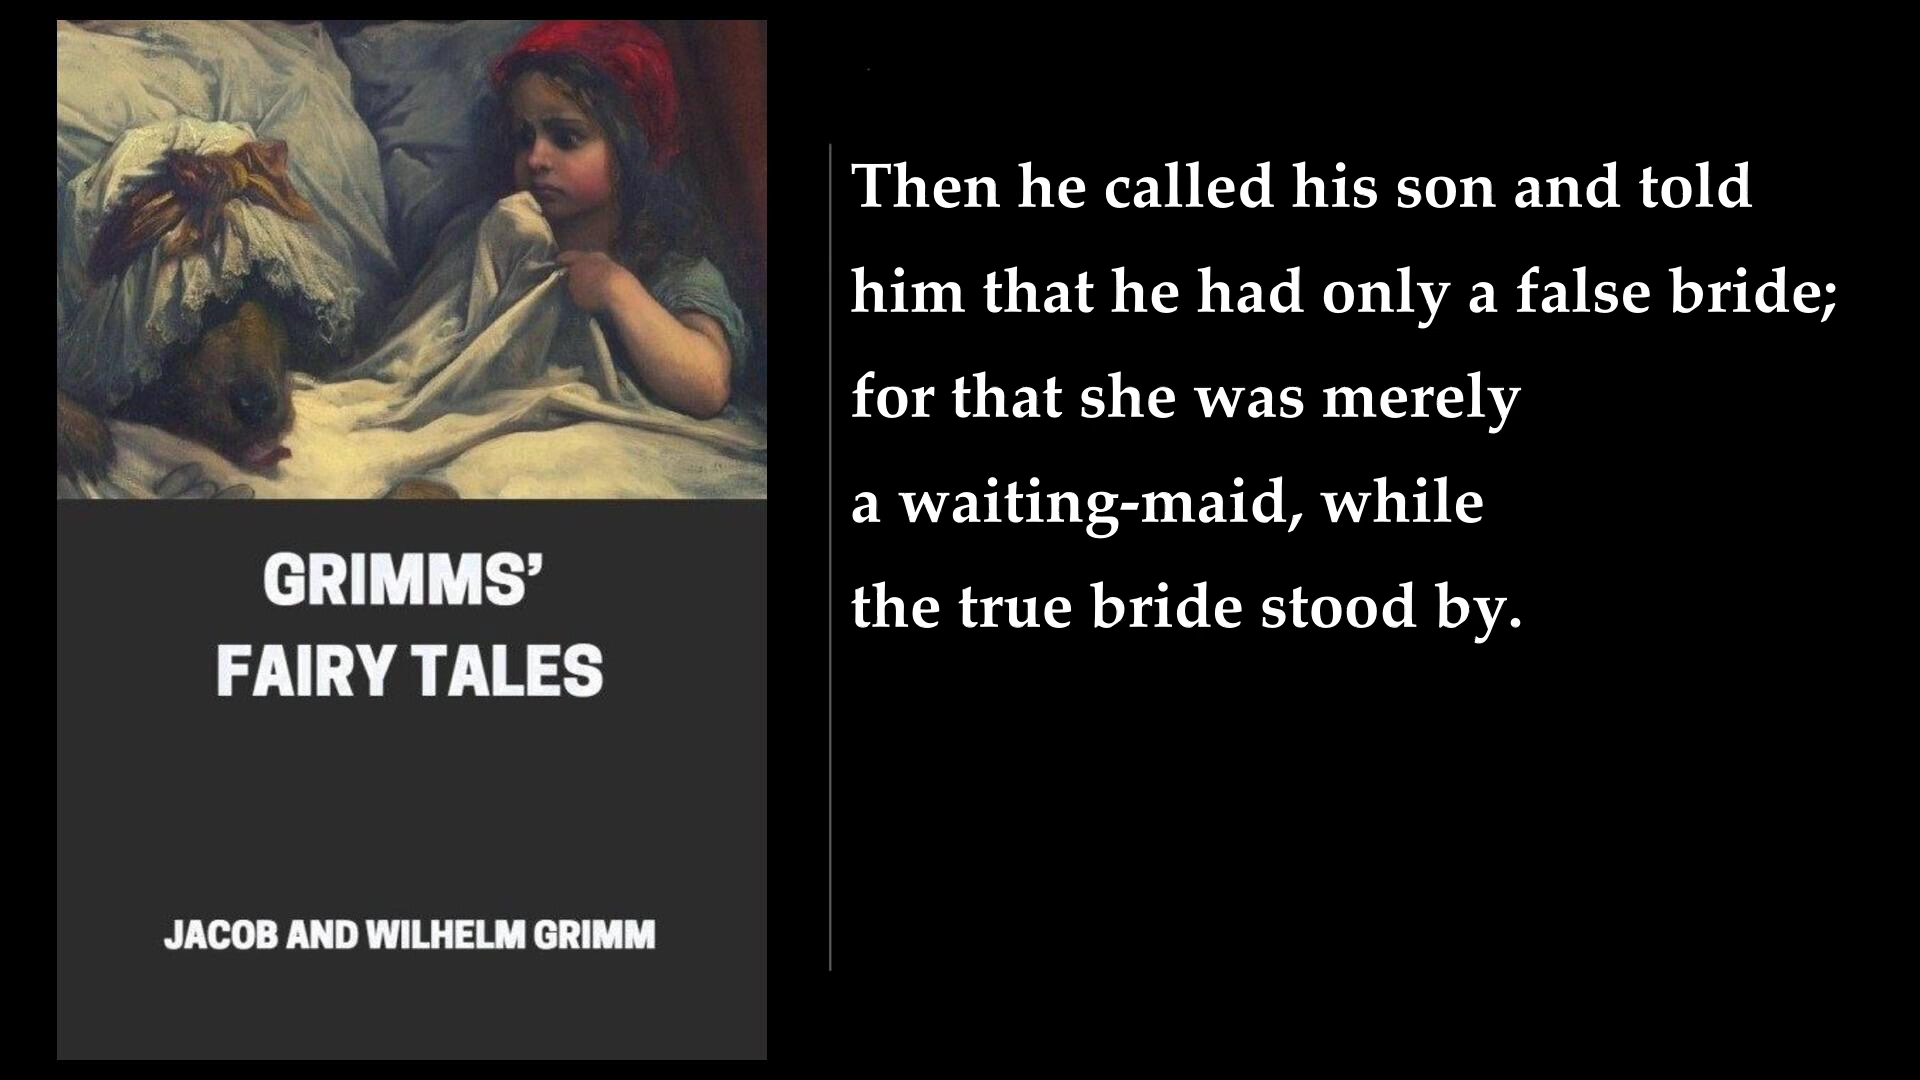 GRIMMS’
FAIRY TALES
JACOB AND WILHELM GRIMM
Then he called his son and told
him that he had only a false bride;
for that she was merely
a waiting-maid, while
the true bride stood by.